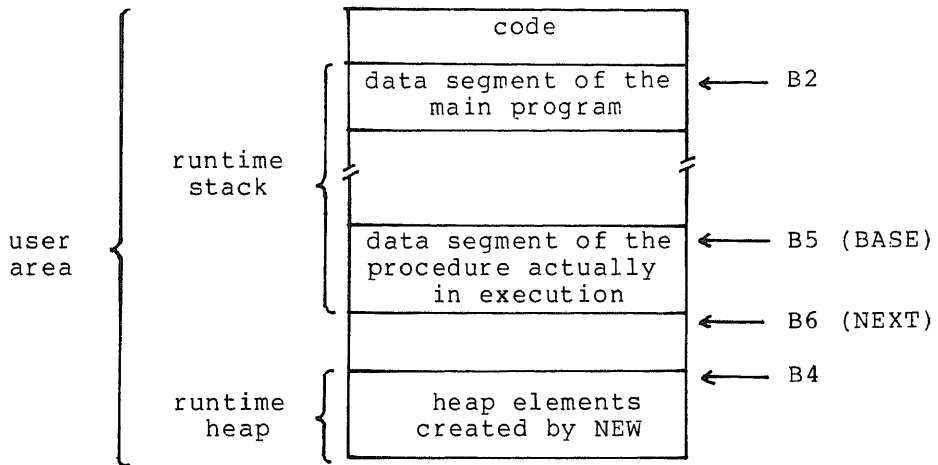 code
data segment of the
main program
B2
runtime
stack
user
area
data segment of the
procedure actually
in execution
B5 (BASE)
B6 (NEXT)
B4
runtime
heap
heap elements
created by NEW